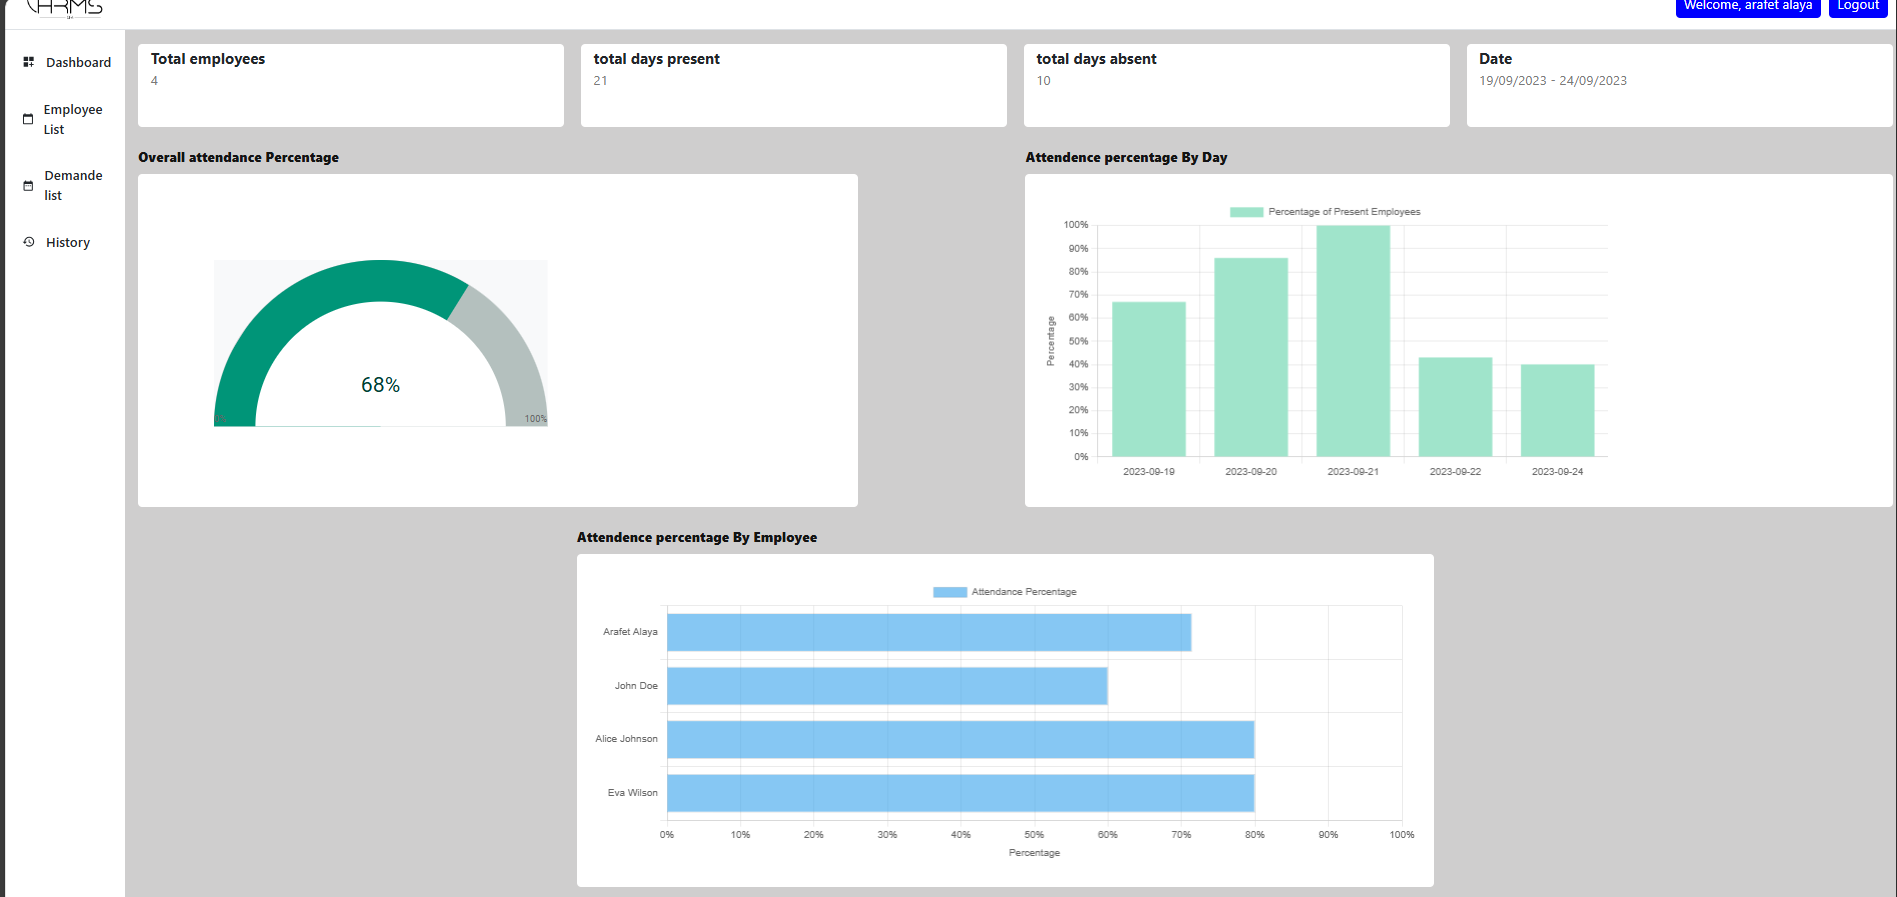 CHRMS
Welcome, arafet alaya
Logout
Dashboard
Employee
List
Demande
list
History
Total employees
4
total days present
21
total days absent
10
Date
19/09/2023 - 24/09/2023
Overall attendance Percentage
68%
100%
Attendence percentage By Day
Percentage of Present Employees
100%
90%
80%
70%
60%
50%
40%
30%
20%
10%
0%
Percentage
2023-09-19
2023-09-20
2023-09-21
2023-09-22
2023-09-24
Attendence percentage By Employee
Attendance Percentage
Arafet Alaya
John Doe
Alice Johnson
Eva Wilson
0%
10%
20%
30%
40%
50%
60%
70%
80%
90%
100%
Percentage